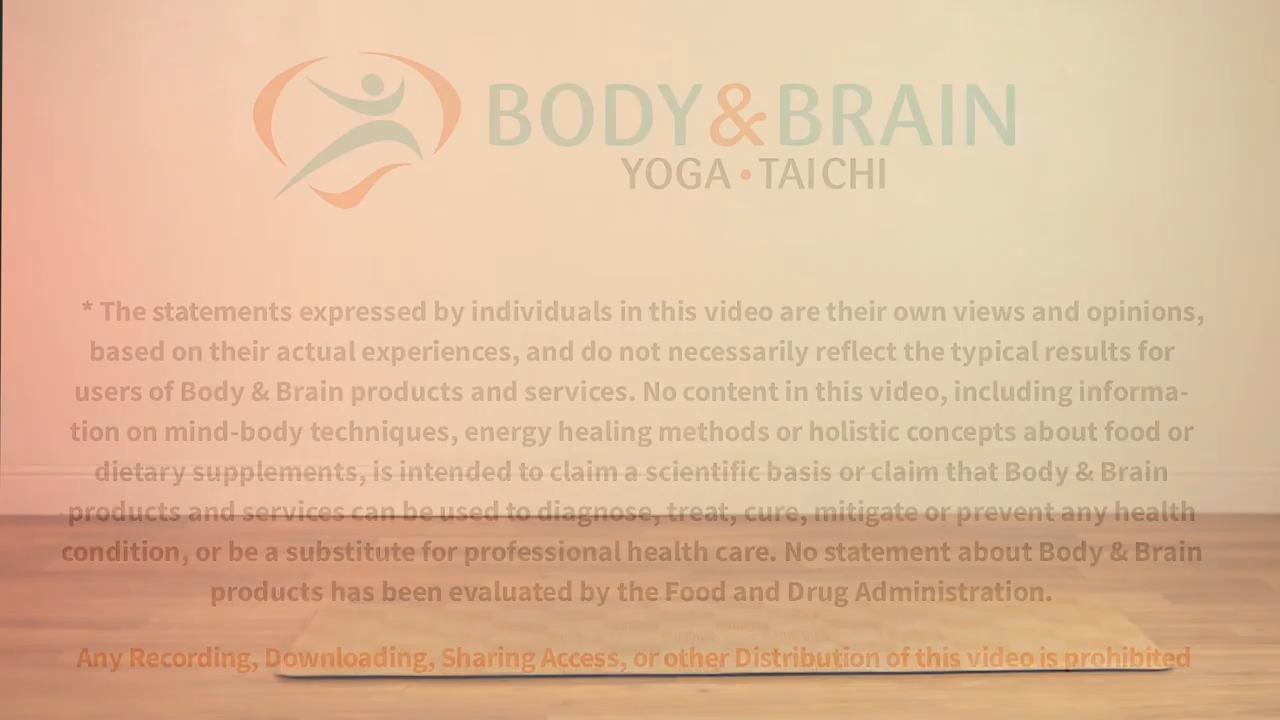 BODY&BRAIN
YOGA • TAICHI
* The statements expressed by individuals in this video are their own views and opinions,
based on their actual experiences, and do not necessarily reflect the typical results for
users of Body & Brain products and services. No content in this video, including informa-
tion on mind-body techniques, energy healing methods or holistic concepts about food or
dietary supplements, is intended to claim a scientific basis or claim that Body & Brain
products and services can be used to diagnose, treat, cure, mitigate or prevent any health
condition, or be a substitute for professional health care. No statement about Body & Brain
products has been evaluated by the Food and Drug Administration.
Any Recording, Downloading, Sharing Access, or other Distribution of this video is prohibited